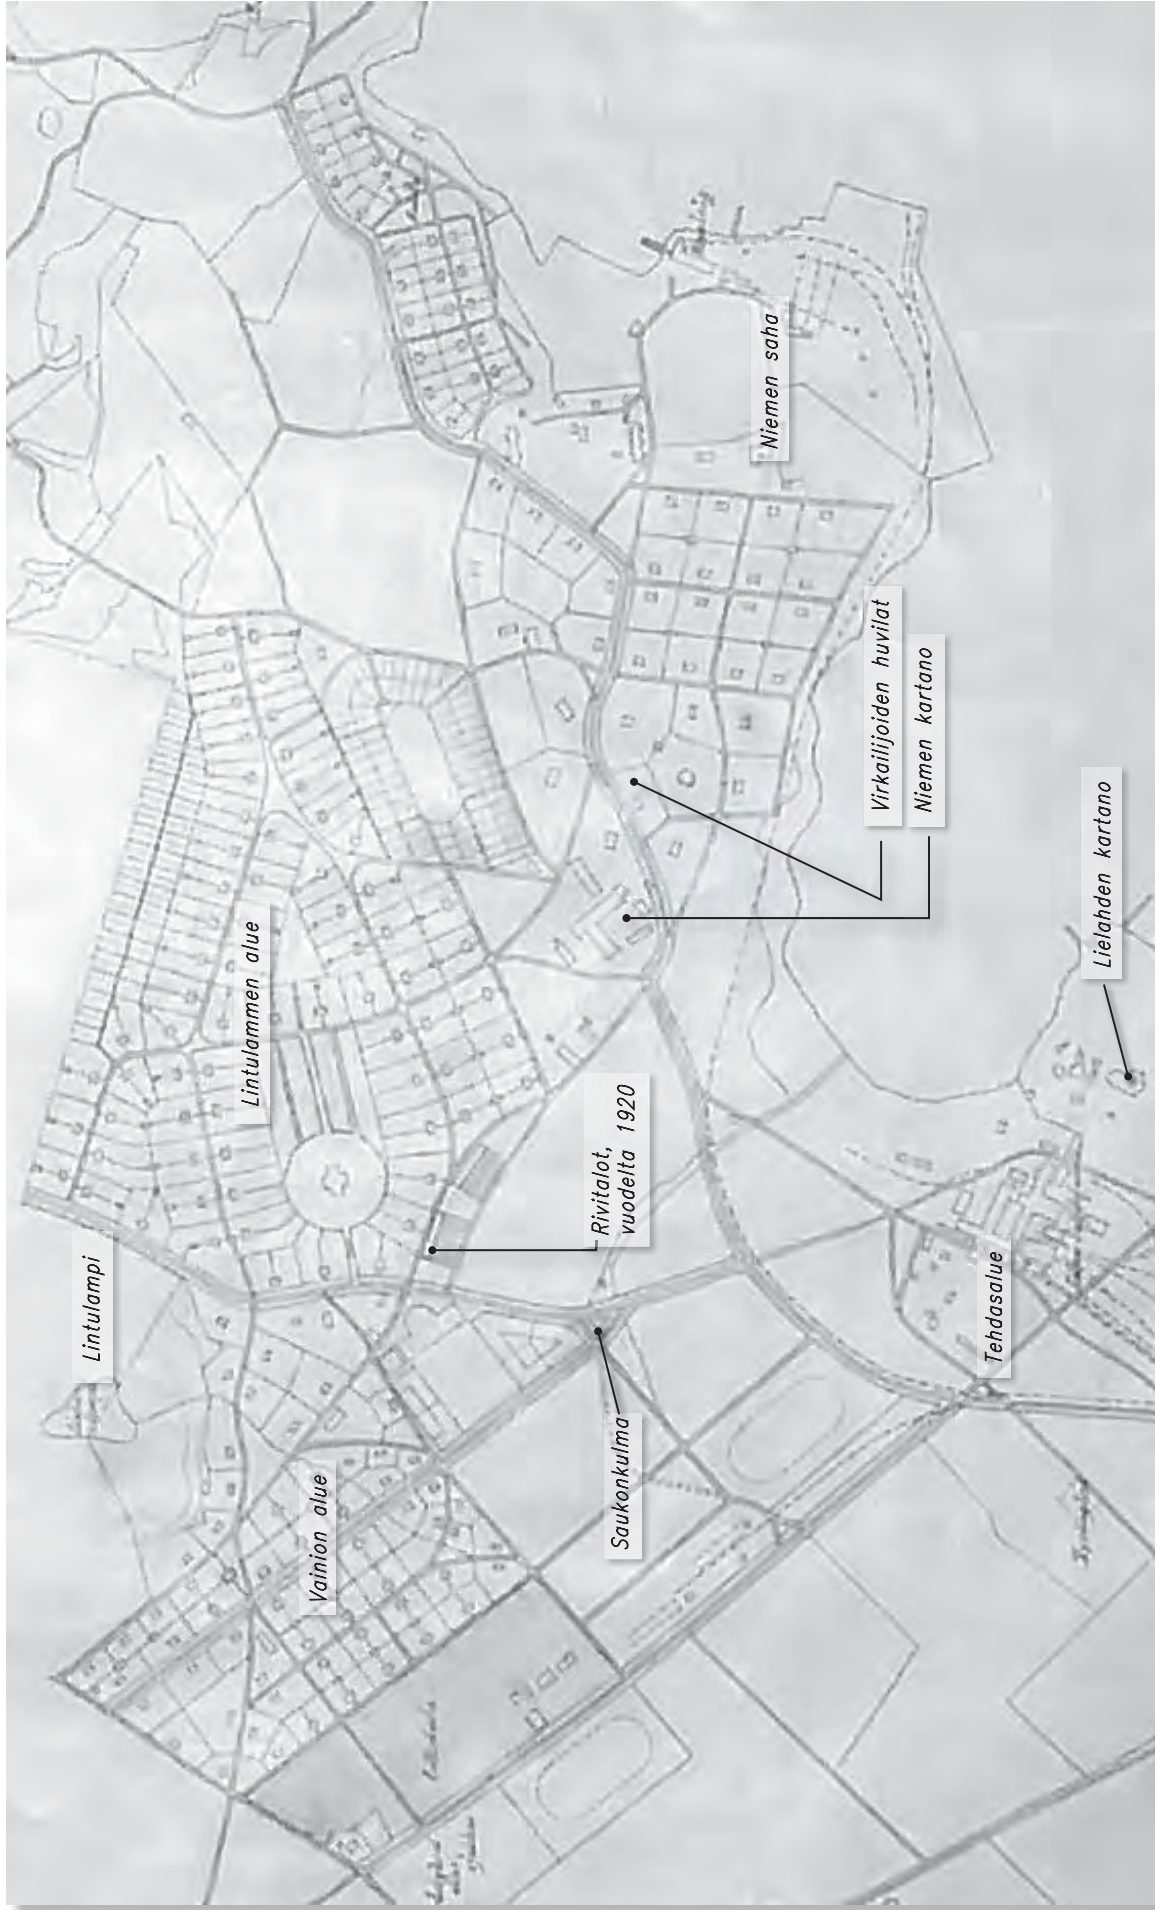 Lintulampi
Lintulammen alue
Vainion alue
Rivitalot,
vuodelta 1920
Saukonkulma
Niemen saha
Virkailijoiden huvilat
Niemen kartano
Lielahden kartano
Tehdasalue